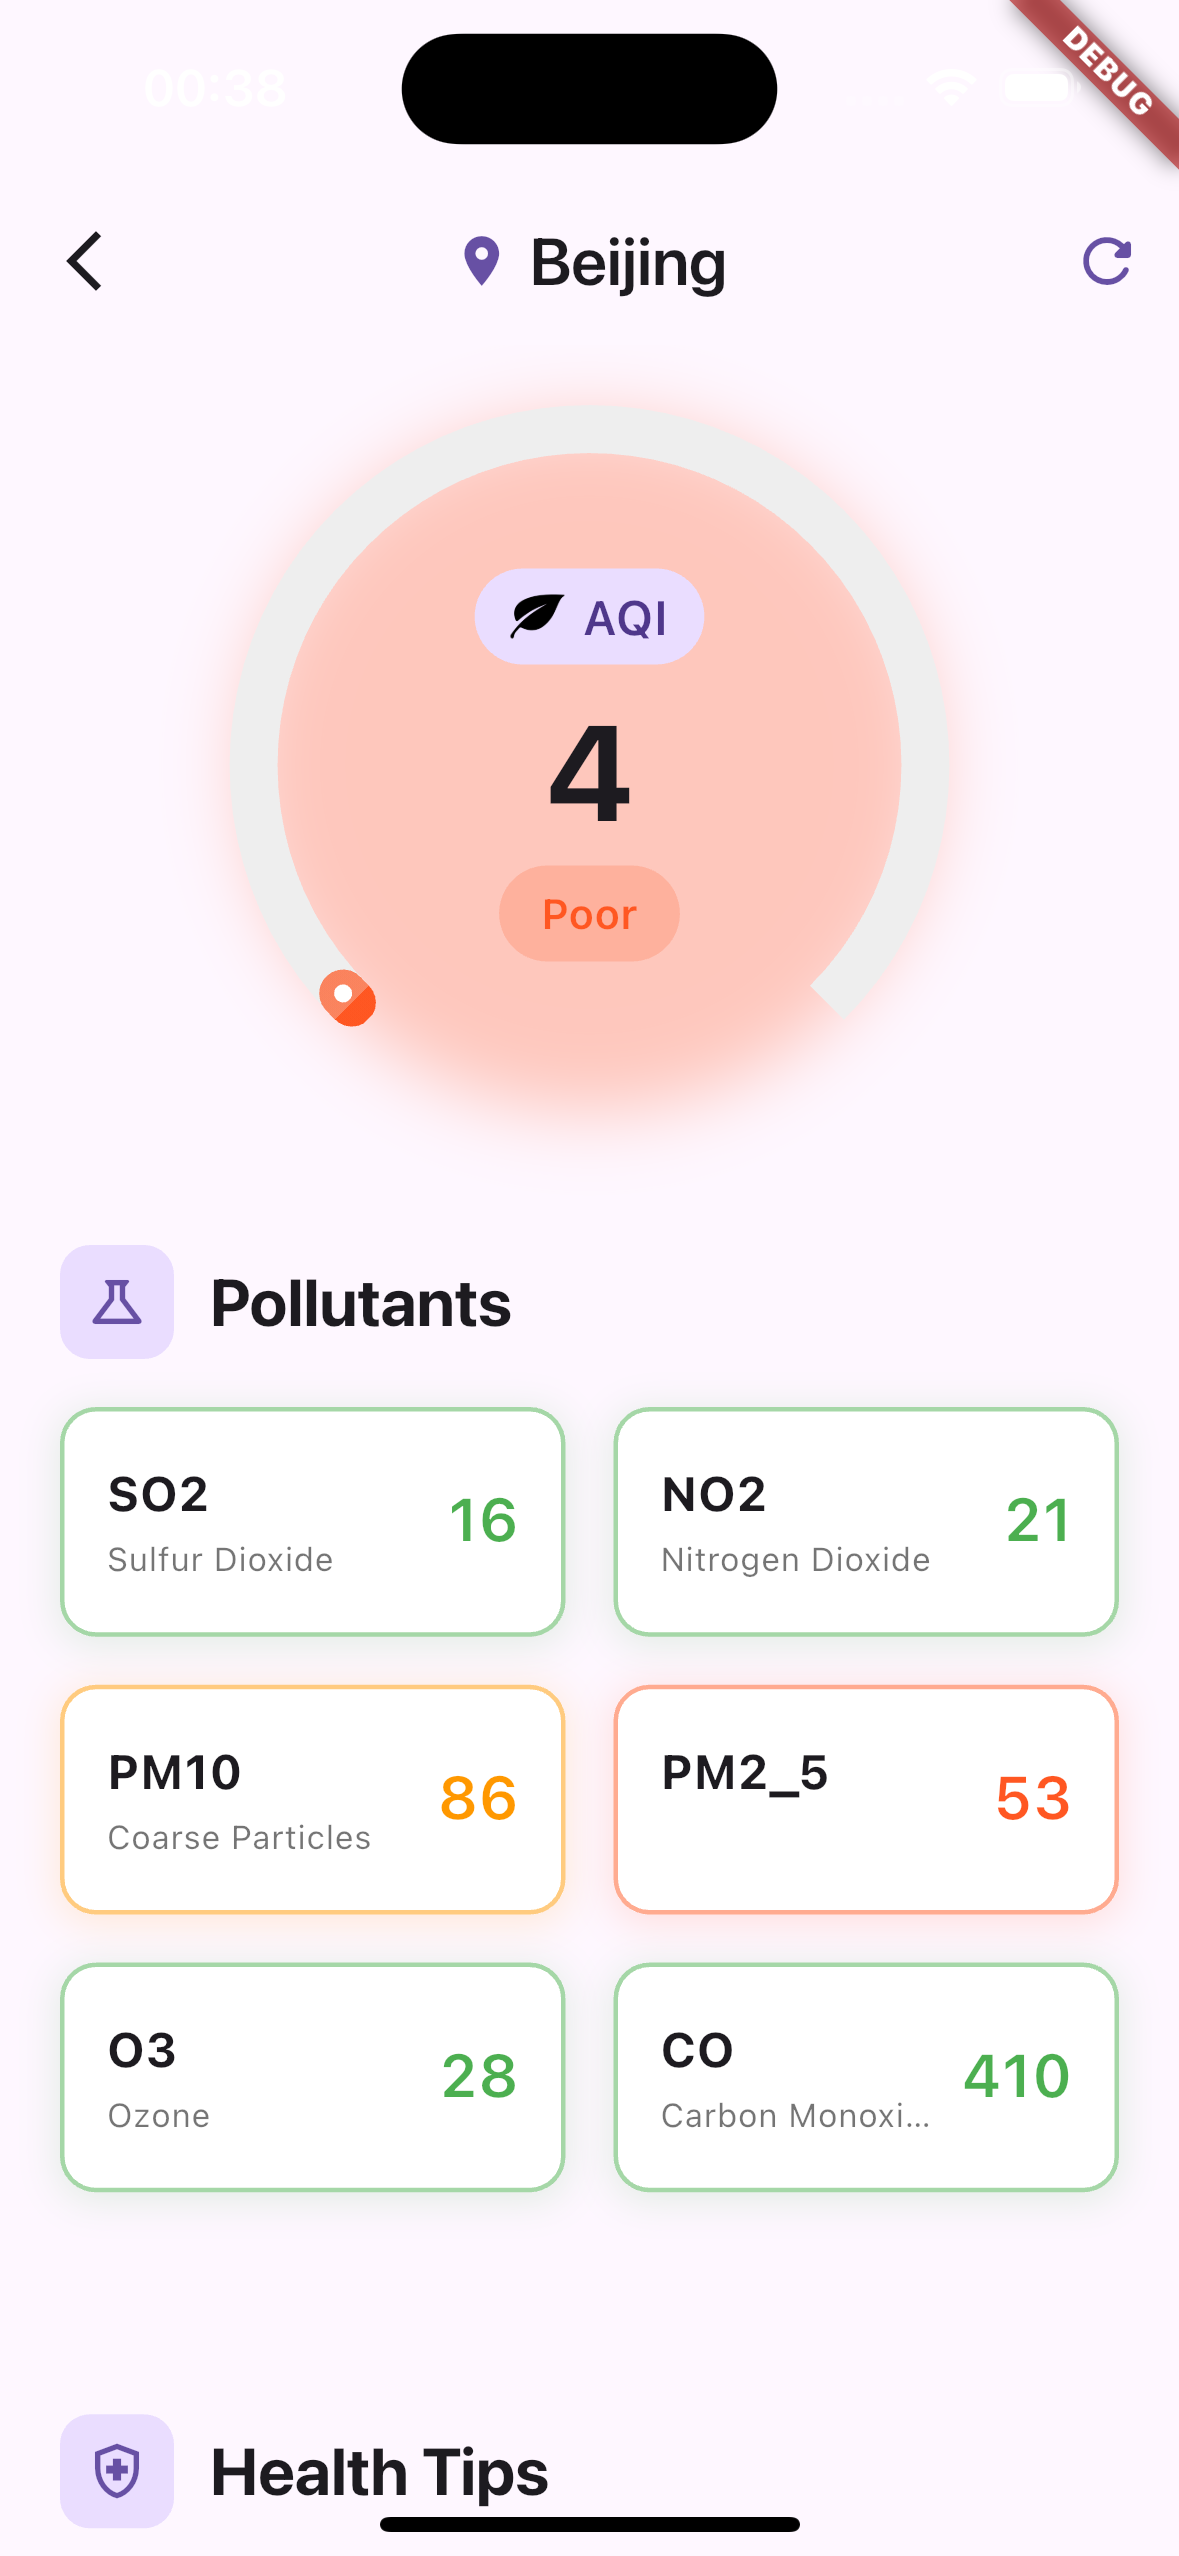 00:38
DEBUG
Beijing
AQI
4
Poor
Pollutants
SO2
Sulfur Dioxide
16
NO2
Nitrogen Dioxide
21
PM10
Coarse Particles
86
PM2_5
53
O3
Ozone
28
CO
Carbon Monoxi...
410
Health Tips